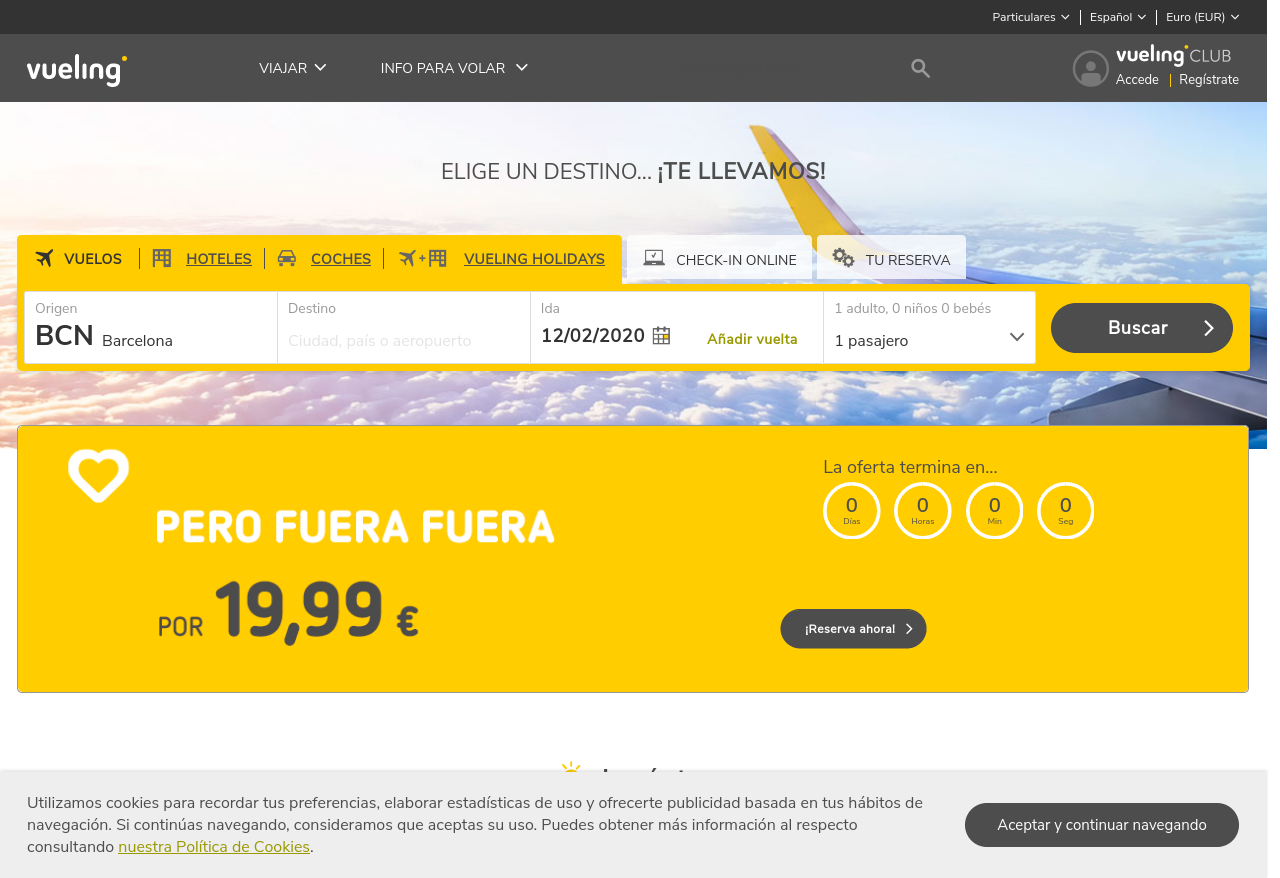 Particulares Español Euro (EUR)
vueling VIAJAR INFO PARA VOLAR vueling CLUB
Accede Regístrate
ELIGE UN DESTINO... ¡TE LLEVAMOS!
VUELOS HOTELES COCHES + VUELING HOLIDAYS CHECK-IN ONLINE TU RESERVA
Origen Destino Ida 1 adulto, 0 niños 0 bebés
BCN Barcelona Ciudad, país o aeropuerto 12/02/2020 Añadir vuelta 1 pasajero Buscar
La oferta termina en...
0 0 0 0
Días Horas Min Seg
PERO FUERA FUERA
POR 19,99 €
¡Reserva ahora!
Utilizamos cookies para recordar tus preferencias, elaborar estadísticas de uso y ofrecerte publicidad basada en tus hábitos de
navegación. Si continúas navegando, consideramos que aceptas su uso. Puedes obtener más información al respecto
consultando nuestra Política de Cookies.
Aceptar y continuar navegando